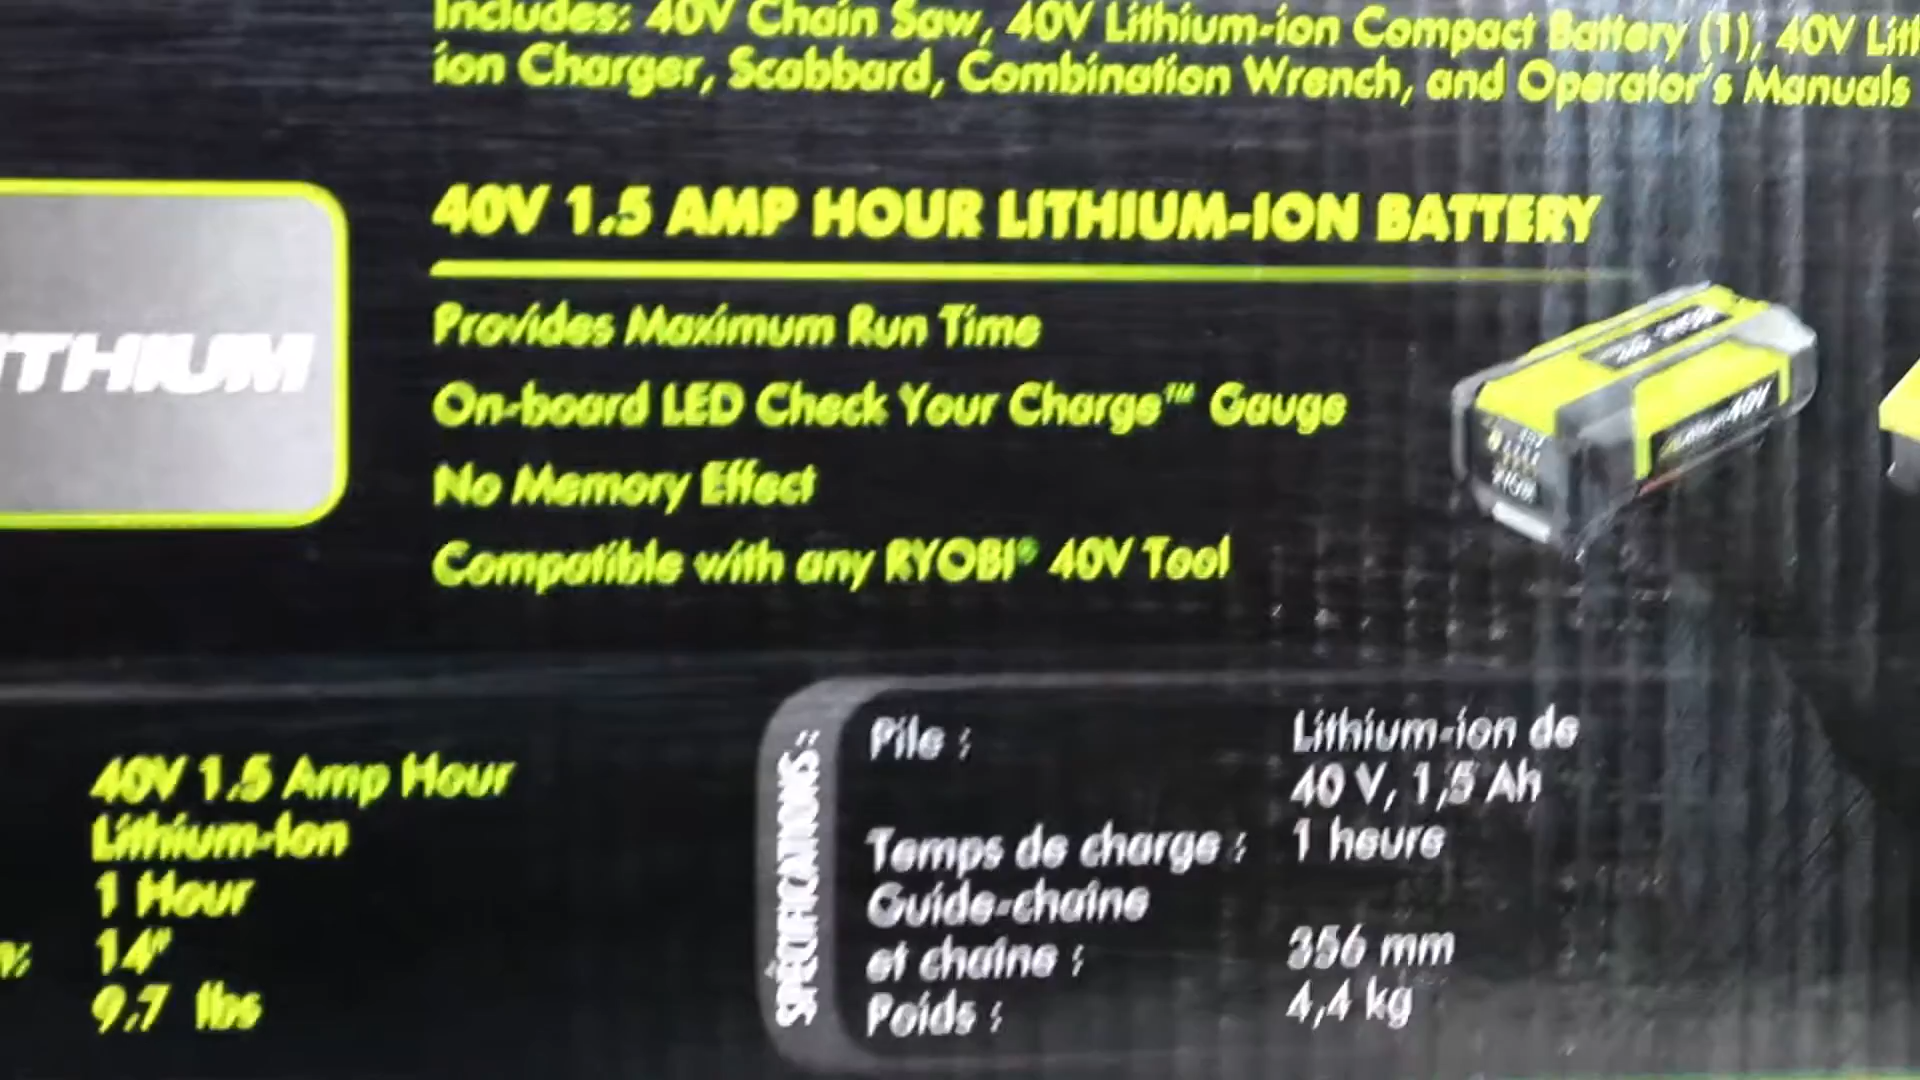 Includes: 40V Chain Saw, 40V Lithium-ion Compact Battery (1), 40V Lith
ion Charger, Scabbard, Combination Wrench, and Operator's Manuals
40V 1.5 AMP HOUR LITHIUM-ION BATTERY
Provides Maximum Run Time
ITHIUM
On-board LED Check Your Charge™ Gauge
No Memory Effect
Compatible with any RYOBI® 40V Tool
40V 1.5 Amp Hour
Lithium-Ion
1 Hour
14"
9.7 lbs
SPÉCIFICATIONS :
Pile : Lithium-ion de
40 V, 1,5 Ah
Temps de charge : 1 heure
Guide-chaîne
et chaîne : 356 mm
Poids : 4,4 kg